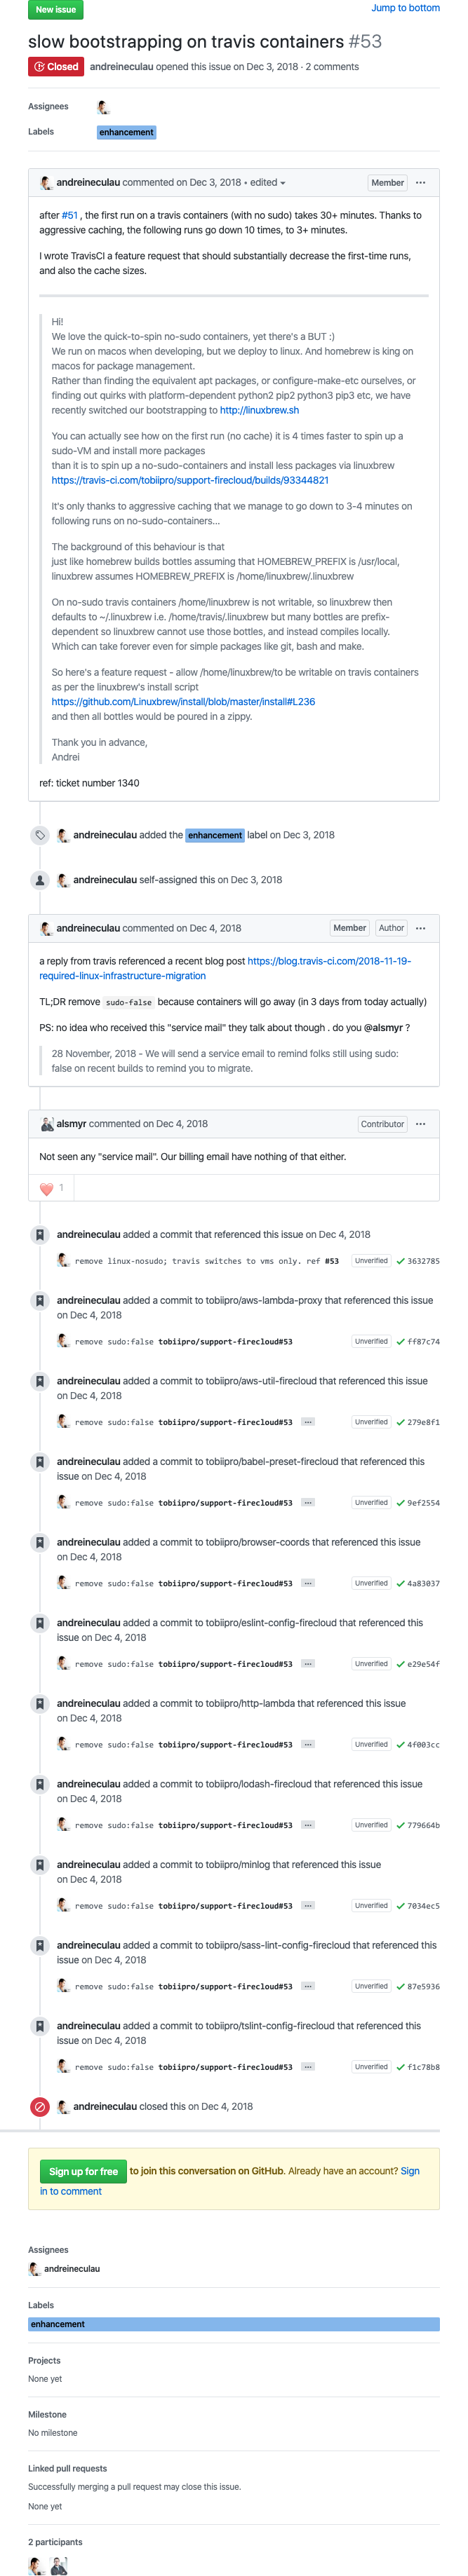 New issue
Jump to bottom
slow bootstrapping on travis containers #53
Closed
andreineculau opened this issue on Dec 3, 2018 · 2 comments
Assignees
Labels
enhancement
andreineculau commented on Dec 3, 2018 • edited
Member
after #51 , the first run on a travis containers (with no sudo) takes 30+ minutes. Thanks to
aggressive caching, the following runs go down 10 times, to 3+ minutes.
I wrote TravisCI a feature request that should substantially decrease the first-time runs,
and also the cache sizes.
Hi!
We love the quick-to-spin no-sudo containers, yet there's a BUT :)
We run on macos when developing, but we deploy to linux. And homebrew is king on
macos for package management.
Rather than finding the equivalent apt packages, or configure-make-etc ourselves, or
finding out quirks with platform-dependent python2 pip2 python3 pip3 etc, we have
recently switched our bootstrapping to http://linuxbrew.sh
You can actually see how on the first run (no cache) it is 4 times faster to spin up a
sudo-VM and install more packages
than it is to spin up a no-sudo-containers and install less packages via linuxbrew
https://travis-ci.com/tobiipro/support-firecloud/builds/93344821
It's only thanks to aggressive caching that we manage to go down to 3-4 minutes on
following runs on no-sudo-containers...
The background of this behaviour is that
just like homebrew builds bottles assuming that HOMEBREW_PREFIX is /usr/local,
linuxbrew assumes HOMEBREW_PREFIX is /home/linuxbrew/.linuxbrew
On no-sudo travis containers /home/linuxbrew is not writable, so linuxbrew then
defaults to ~/.linuxbrew i.e. /home/travis/.linuxbrew but many bottles are prefix-
dependent so linuxbrew cannot use those bottles, and instead compiles locally.
Which can take forever even for simple packages like git, bash and make.
So here's a feature request - allow /home/linuxbrew/to be writable on travis containers
as per the linuxbrew's install script
https://github.com/Linuxbrew/install/blob/master/install#L236
and then all bottles would be poured in a zippy.
Thank you in advance,
Andrei
ref: ticket number 1340
andreineculau added the enhancement label on Dec 3, 2018
andreineculau self-assigned this on Dec 3, 2018
andreineculau commented on Dec 4, 2018
Member
Author
a reply from travis referenced a recent blog post https://blog.travis-ci.com/2018-11-19-
required-linux-infrastructure-migration
TL;DR remove sudo-false because containers will go away (in 3 days from today actually)
PS: no idea who received this "service mail" they talk about though . do you @alsmyr ?
28 November, 2018 - We will send a service email to remind folks still using sudo:
false on recent builds to remind you to migrate.
alsmyr commented on Dec 4, 2018
Contributor
Not seen any "service mail". Our billing email have nothing of that either.
1
andreineculau added a commit that referenced this issue on Dec 4, 2018
remove linux-nosudo; travis switches to vms only. ref #53
Unverified
3632785
andreineculau added a commit to tobiipro/aws-lambda-proxy that referenced this issue
on Dec 4, 2018
remove sudo:false tobiipro/support-firecloud#53
Unverified
ff87c74
andreineculau added a commit to tobiipro/aws-util-firecloud that referenced this issue
on Dec 4, 2018
remove sudo:false tobiipro/support-firecloud#53
Unverified
279e8f1
andreineculau added a commit to tobiipro/babel-preset-firecloud that referenced this
issue on Dec 4, 2018
remove sudo:false tobiipro/support-firecloud#53
Unverified
9ef2554
andreineculau added a commit to tobiipro/browser-coords that referenced this issue
on Dec 4, 2018
remove sudo:false tobiipro/support-firecloud#53
Unverified
4a83037
andreineculau added a commit to tobiipro/eslint-config-firecloud that referenced this
issue on Dec 4, 2018
remove sudo:false tobiipro/support-firecloud#53
Unverified
e29e54f
andreineculau added a commit to tobiipro/http-lambda that referenced this issue
on Dec 4, 2018
remove sudo:false tobiipro/support-firecloud#53
Unverified
4f003cc
andreineculau added a commit to tobiipro/lodash-firecloud that referenced this issue
on Dec 4, 2018
remove sudo:false tobiipro/support-firecloud#53
Unverified
779664b
andreineculau added a commit to tobiipro/minlog that referenced this issue
on Dec 4, 2018
remove sudo:false tobiipro/support-firecloud#53
Unverified
7034ec5
andreineculau added a commit to tobiipro/sass-lint-config-firecloud that referenced this
issue on Dec 4, 2018
remove sudo:false tobiipro/support-firecloud#53
Unverified
87e5936
andreineculau added a commit to tobiipro/tslint-config-firecloud that referenced this
issue on Dec 4, 2018
remove sudo:false tobiipro/support-firecloud#53
Unverified
f1c78b8
andreineculau closed this on Dec 4, 2018
Sign up for free to join this conversation on GitHub. Already have an account? Sign
in to comment
Assignees
andreineculau
Labels
enhancement
Projects
None yet
Milestone
No milestone
Linked pull requests
Successfully merging a pull request may close this issue.
None yet
2 participants